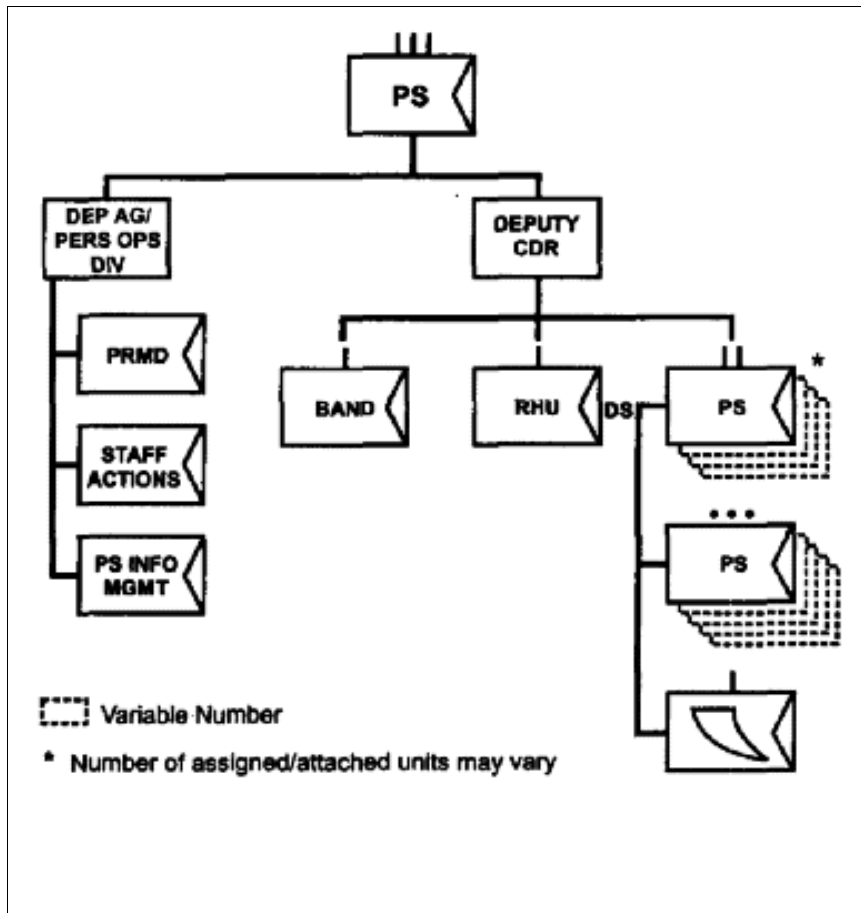 PS
DEP AG/
PERS OPS
DIV
DEPUTY
CDR
PRMD
BAND
RHU
DS
PS
*
STAFF
ACTIONS
PS INFO
MGMT
PS
Variable Number
* Number of assigned/attached units may vary